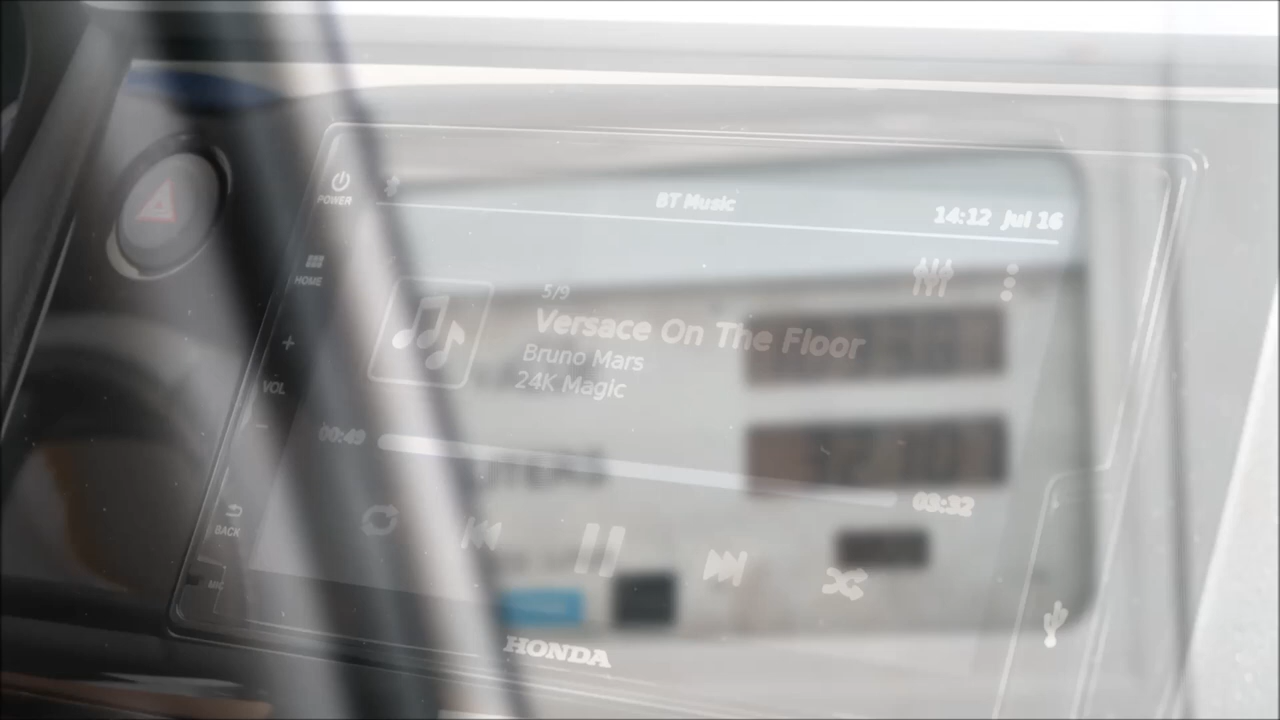 POWER
BT Music
14:12 Jul 16
HOME
5/9
Versace On The Floor
Bruno Mars
24K Magic
+
VOL
-
00:49
03:32
BACK
MIC
HONDA